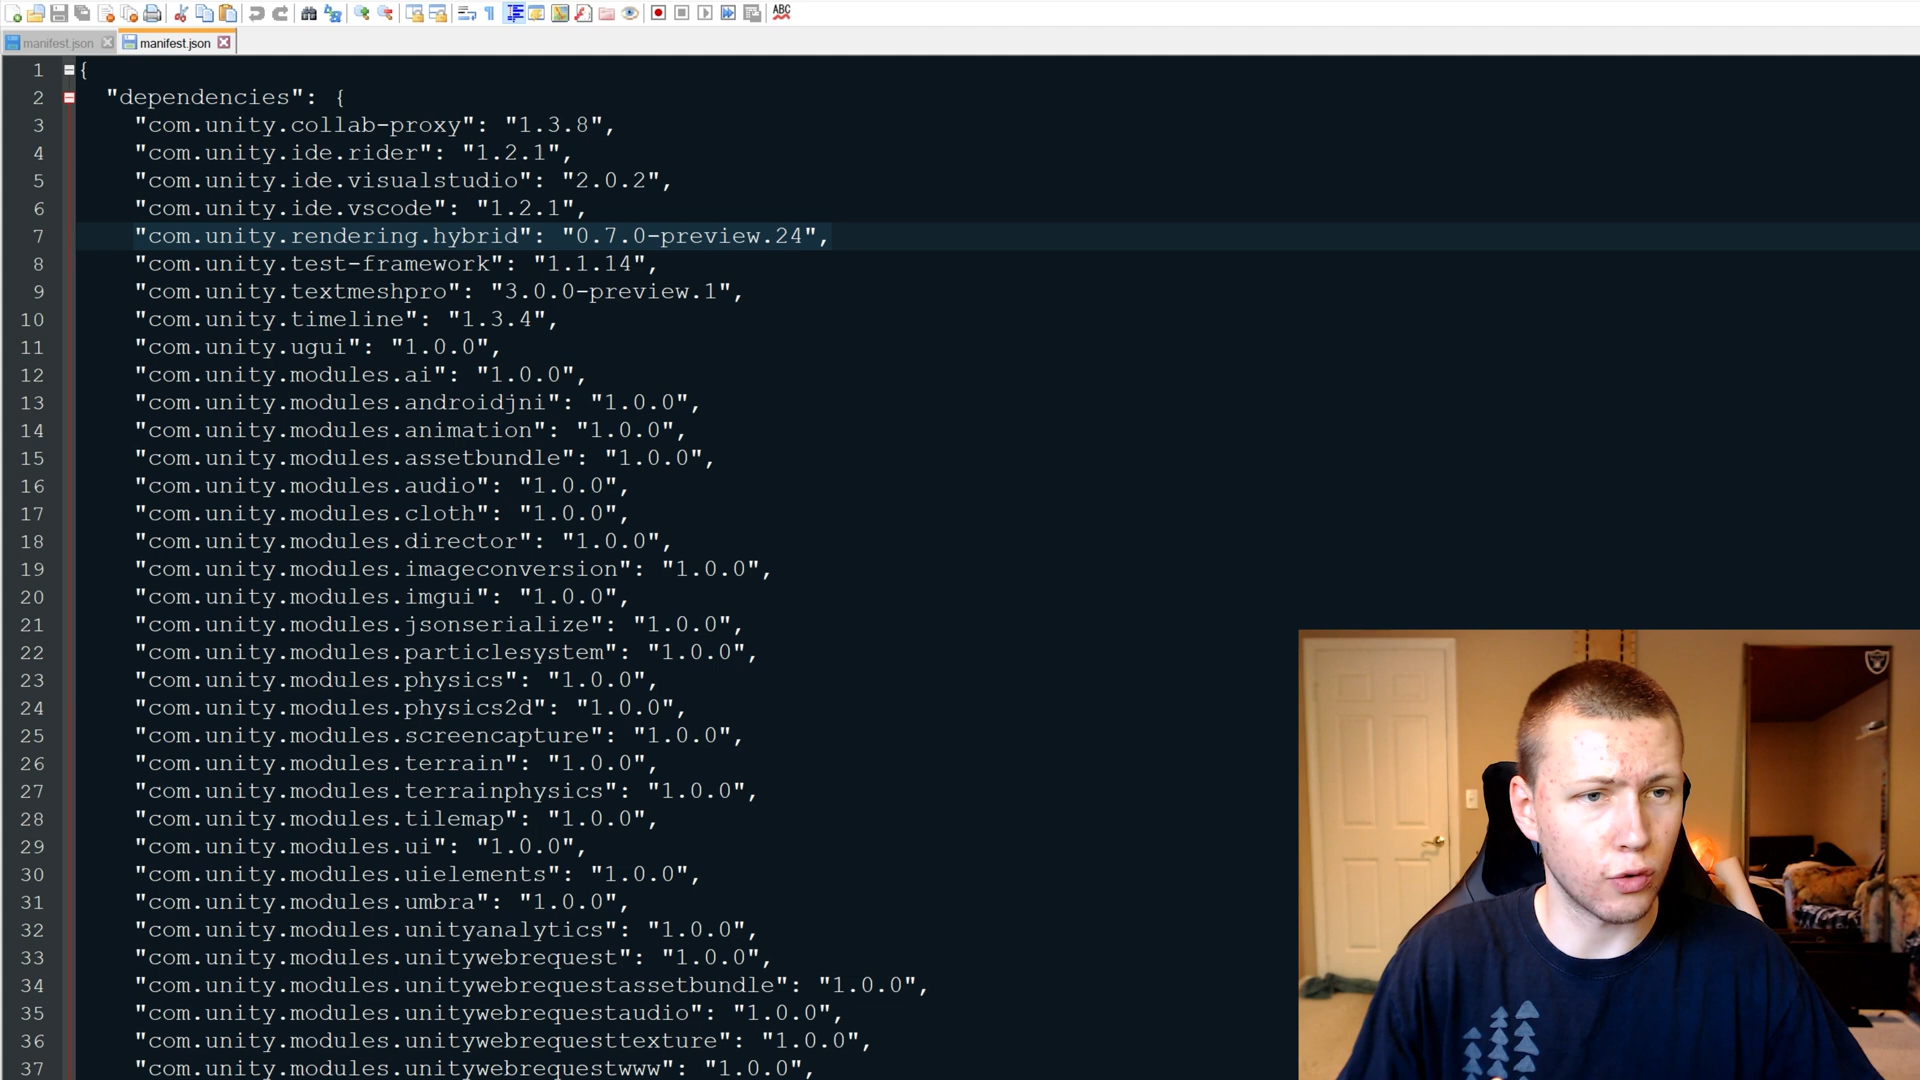 ABC
manifest.json
manifest.json
1 {
2 "dependencies": {
3 "com.unity.collab-proxy": "1.3.8",
4 "com.unity.ide.rider": "1.2.1",
5 "com.unity.ide.visualstudio": "2.0.2",
6 "com.unity.ide.vscode": "1.2.1",
7 "com.unity.rendering.hybrid": "0.7.0-preview.24",
8 "com.unity.test-framework": "1.1.14",
9 "com.unity.textmeshpro": "3.0.0-preview.1",
10 "com.unity.timeline": "1.3.4",
11 "com.unity.ugui": "1.0.0",
12 "com.unity.modules.ai": "1.0.0",
13 "com.unity.modules.androidjni": "1.0.0",
14 "com.unity.modules.animation": "1.0.0",
15 "com.unity.modules.assetbundle": "1.0.0",
16 "com.unity.modules.audio": "1.0.0",
17 "com.unity.modules.cloth": "1.0.0",
18 "com.unity.modules.director": "1.0.0",
19 "com.unity.modules.imageconversion": "1.0.0",
20 "com.unity.modules.imgui": "1.0.0",
21 "com.unity.modules.jsonserialize": "1.0.0",
22 "com.unity.modules.particlesystem": "1.0.0",
23 "com.unity.modules.physics": "1.0.0",
24 "com.unity.modules.physics2d": "1.0.0",
25 "com.unity.modules.screencapture": "1.0.0",
26 "com.unity.modules.terrain": "1.0.0",
27 "com.unity.modules.terrainphysics": "1.0.0",
28 "com.unity.modules.tilemap": "1.0.0",
29 "com.unity.modules.ui": "1.0.0",
30 "com.unity.modules.uielements": "1.0.0",
31 "com.unity.modules.umbra": "1.0.0",
32 "com.unity.modules.unityanalytics": "1.0.0",
33 "com.unity.modules.unitywebrequest": "1.0.0",
34 "com.unity.modules.unitywebrequestassetbundle": "1.0.0",
35 "com.unity.modules.unitywebrequestaudio": "1.0.0",
36 "com.unity.modules.unitywebrequesttexture": "1.0.0",
37 "com.unity.modules.unitywebrequestwww": "1.0.0",